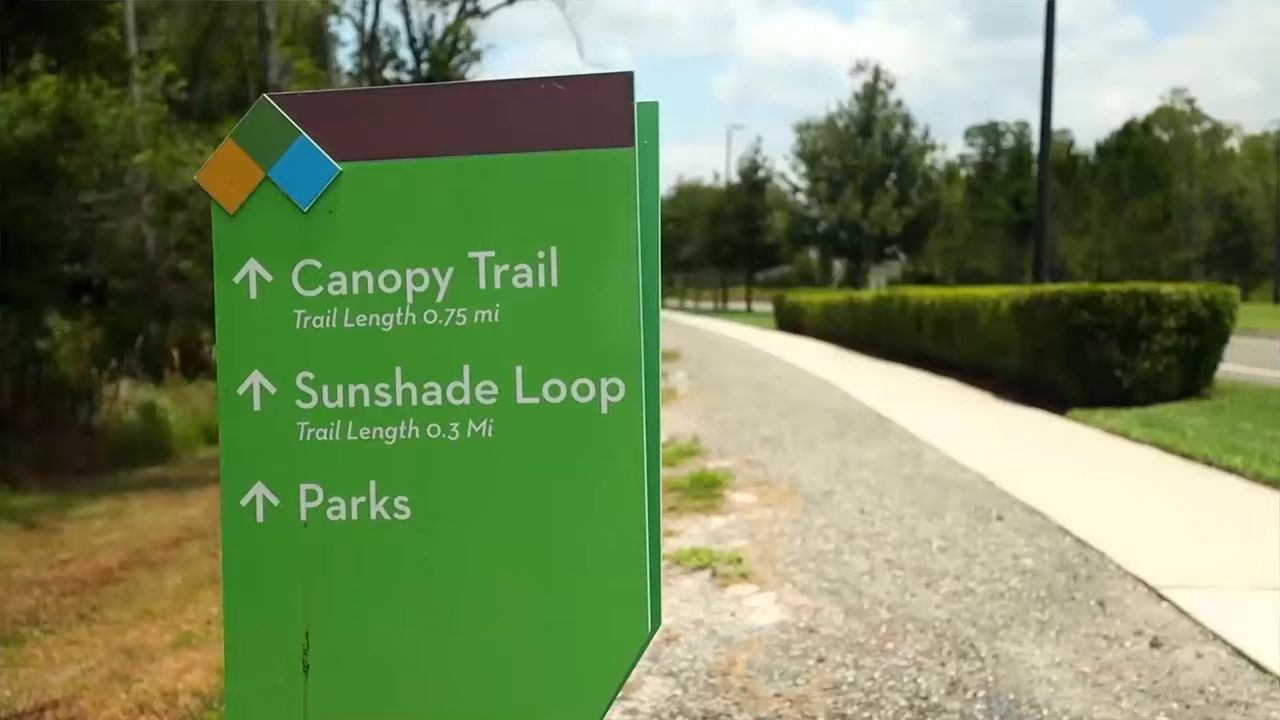 ↑ Canopy Trail
Trail Length 0.75 mi
↑ Sunshade Loop
Trail Length 0.3 Mi
↑ Parks